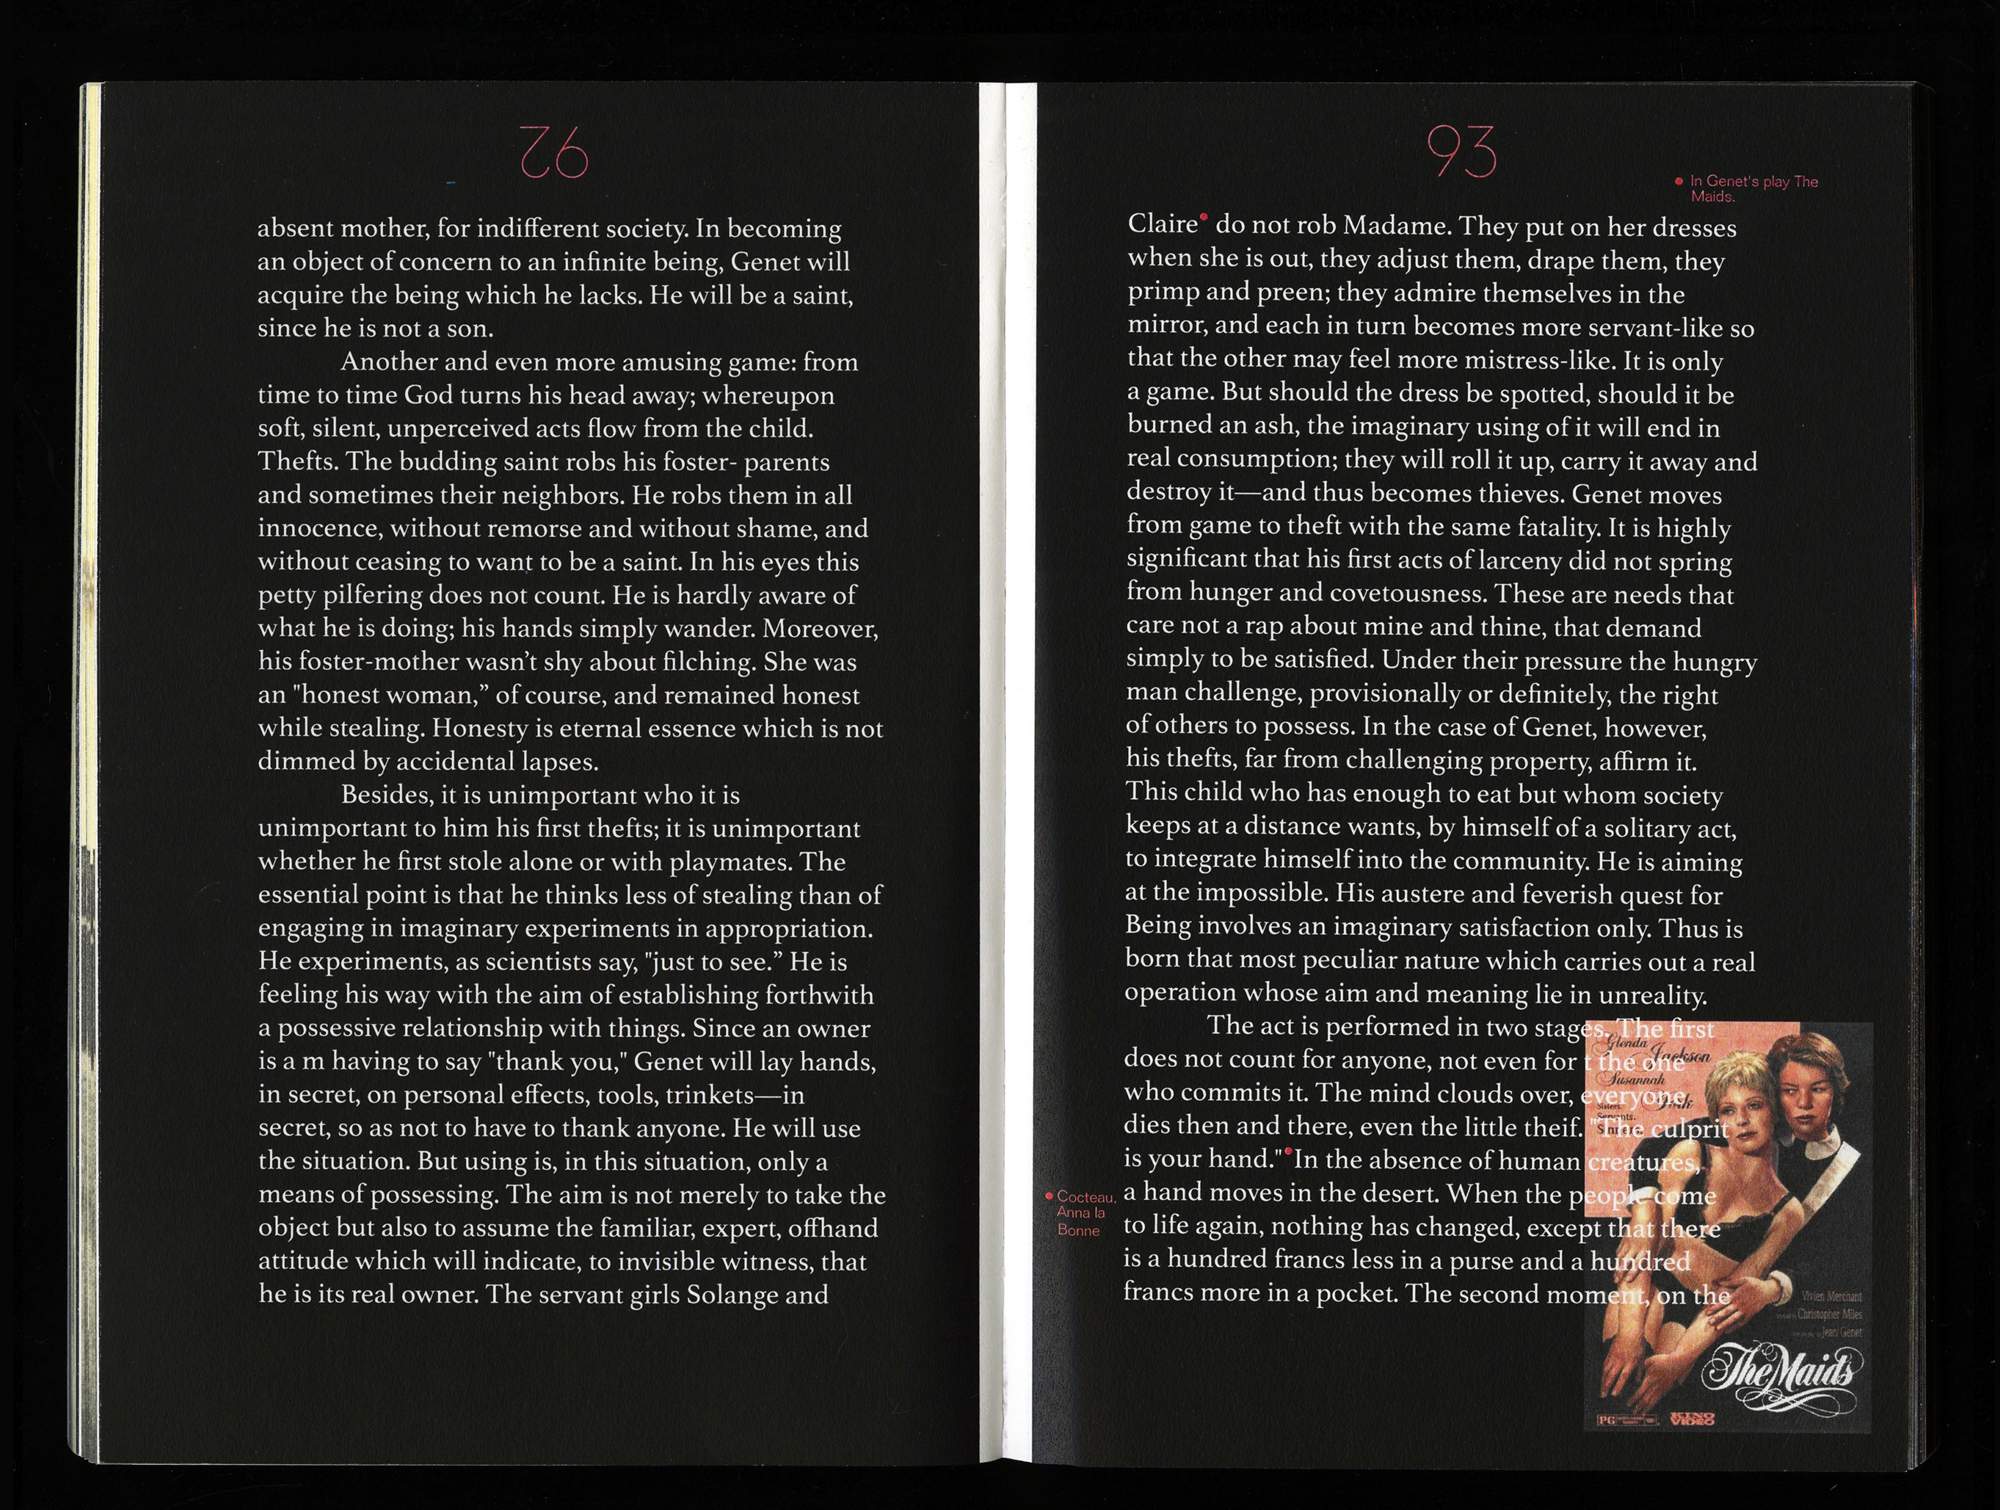 92
absent mother, for indifferent society. In becoming
an object of concern to an infinite being, Genet will
acquire the being which he lacks. He will be a saint,
since he is not a son.
Another and even more amusing game: from
time to time God turns his head away; whereupon
soft, silent, unperceived acts flow from the child.
Thefts. The budding saint robs his foster- parents
and sometimes their neighbors. He robs them in all
innocence, without remorse and without shame, and
without ceasing to want to be a saint. In his eyes this
petty pilfering does not count. He is hardly aware of
what he is doing; his hands simply wander. Moreover,
his foster-mother wasn’t shy about filching. She was
an "honest woman,” of course, and remained honest
while stealing. Honesty is eternal essence which is not
dimmed by accidental lapses.
Besides, it is unimportant who it is
unimportant to him his first thefts; it is unimportant
whether he first stole alone or with playmates. The
essential point is that he thinks less of stealing than of
engaging in imaginary experiments in appropriation.
He experiments, as scientists say, "just to see.” He is
feeling his way with the aim of establishing forthwith
a possessive relationship with things. Since an owner
is a m having to say "thank you," Genet will lay hands,
in secret, on personal effects, tools, trinkets—in
secret, so as not to have to thank anyone. He will use
the situation. But using is, in this situation, only a
means of possessing. The aim is not merely to take the
object but also to assume the familiar, expert, offhand
attitude which will indicate, to invisible witness, that
he is its real owner. The servant girls Solange and
93
In Genet's play The
Maids.
Claire• do not rob Madame. They put on her dresses
when she is out, they adjust them, drape them, they
primp and preen; they admire themselves in the
mirror, and each in turn becomes more servant-like so
that the other may feel more mistress-like. It is only
a game. But should the dress be spotted, should it be
burned an ash, the imaginary using of it will end in
real consumption; they will roll it up, carry it away and
destroy it—and thus becomes thieves. Genet moves
from game to theft with the same fatality. It is highly
significant that his first acts of larceny did not spring
from hunger and covetousness. These are needs that
care not a rap about mine and thine, that demand
simply to be satisfied. Under their pressure the hungry
man challenge, provisionally or definitely, the right
of others to possess. In the case of Genet, however,
his thefts, far from challenging property, affirm it.
This child who has enough to eat but whom society
keeps at a distance wants, by himself of a solitary act,
to integrate himself into the community. He is aiming
at the impossible. His austere and feverish quest for
Being involves an imaginary satisfaction only. Thus is
born that most peculiar nature which carries out a real
operation whose aim and meaning lie in unreality.
The act is performed in two stages. The first
does not count for anyone, not even for t the one
who commits it. The mind clouds over, everyone
dies then and there, even the little theif. "The culprit
is your hand."• In the absence of human creatures,
a hand moves in the desert. When the people come
to life again, nothing has changed, except that there
is a hundred francs less in a purse and a hundred
francs more in a pocket. The second moment, on the
Cocteau,
Anna la
Bonne
Glenda
Jackson
Susannah
York
Sisters.
Servants.
Vivien Merchant
Christopher Miles
Jean Genet
The Maids
PG
KINO
VIDEO